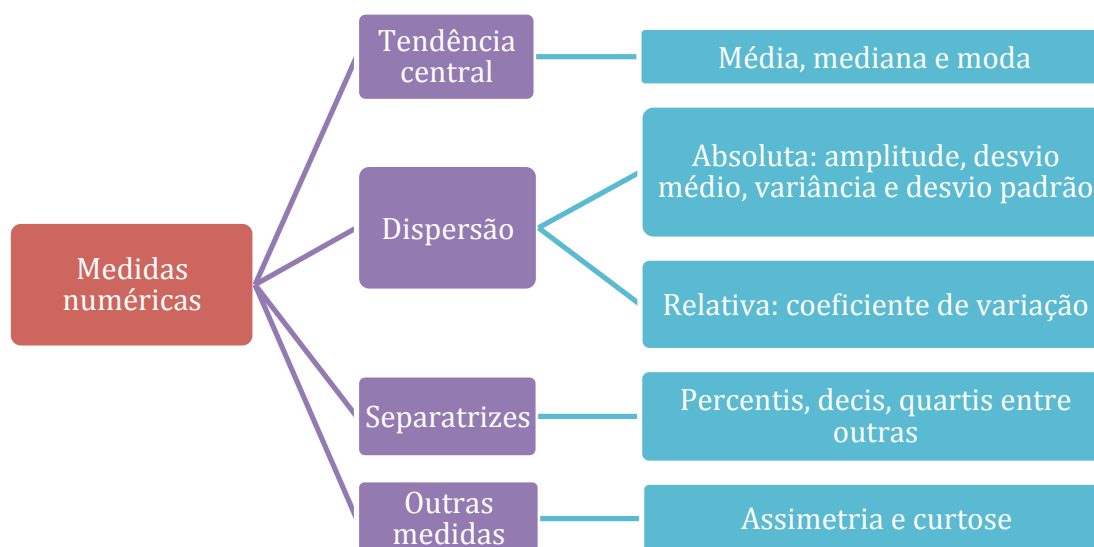 Medidas
numéricas
Tendência
central
Média, mediana e moda
Dispersão
Absoluta: amplitude, desvio
médio, variância e desvio padrão
Relativa: coeficiente de variação
Separatrizes
Percentis, decis, quartis entre
outras
Outras
medidas
Assimetria e curtose